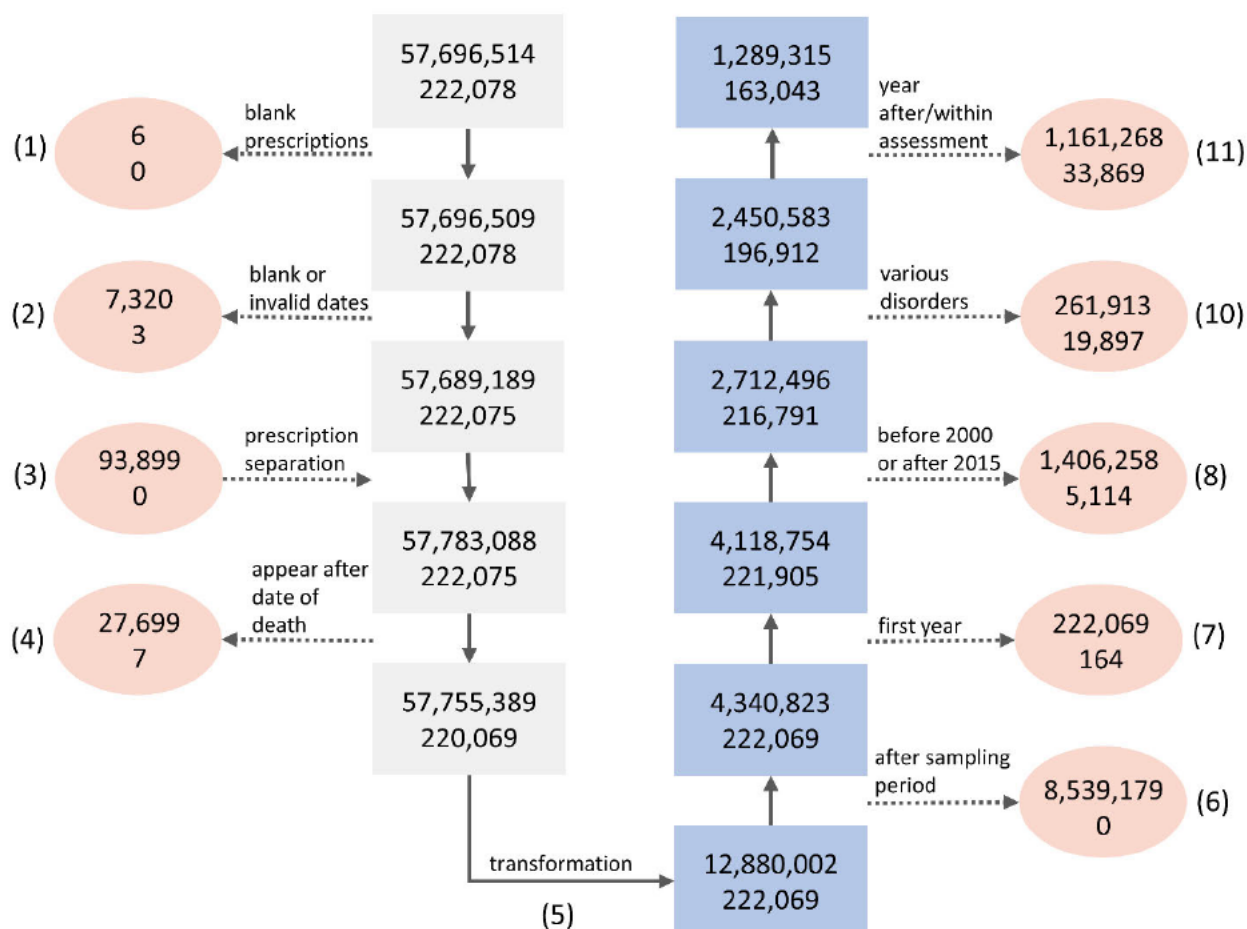 57,696,514
222,078
blank
prescriptions
(1)
6
0
57,696,509
222,078
blank or
invalid dates
(2)
7,320
3
57,689,189
222,075
prescription
separation
(3)
93,899
0
57,783,088
222,075
appear after
date of
death
(4)
27,699
7
57,755,389
220,069
transformation
(5)
12,880,002
222,069
after sampling
period
8,539,179
0
(6)
4,340,823
222,069
first year
222,069
164
(7)
4,118,754
221,905
before 2000
or after 2015
1,406,258
5,114
(8)
2,712,496
216,791
various
disorders
261,913
19,897
(10)
2,450,583
196,912
year
after/within
assessment
1,161,268
33,869
(11)
1,289,315
163,043